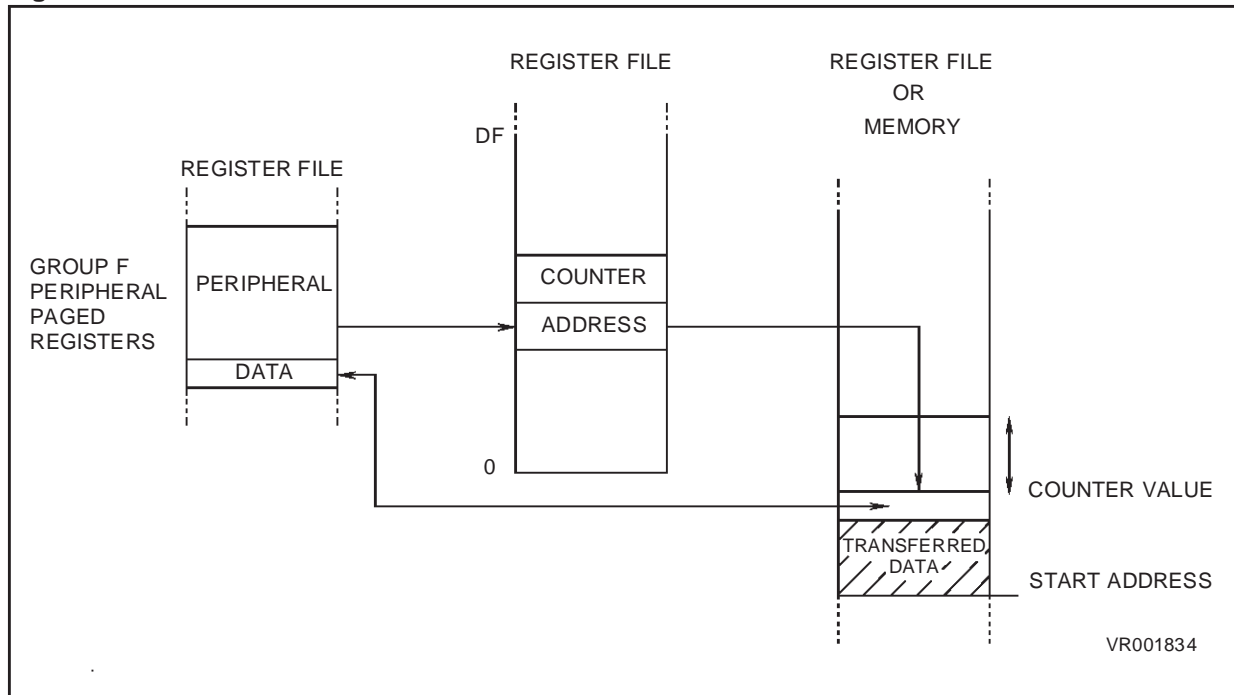 REGISTER FILE
REGISTER FILE
OR
MEMORY
DF
REGISTER FILE
GROUP F
PERIPHERAL
PAGED
REGISTERS
PERIPHERAL
DATA
COUNTER
ADDRESS
0
COUNTER VALUE
TRANSFERRED
DATA
START ADDRESS
VR001834